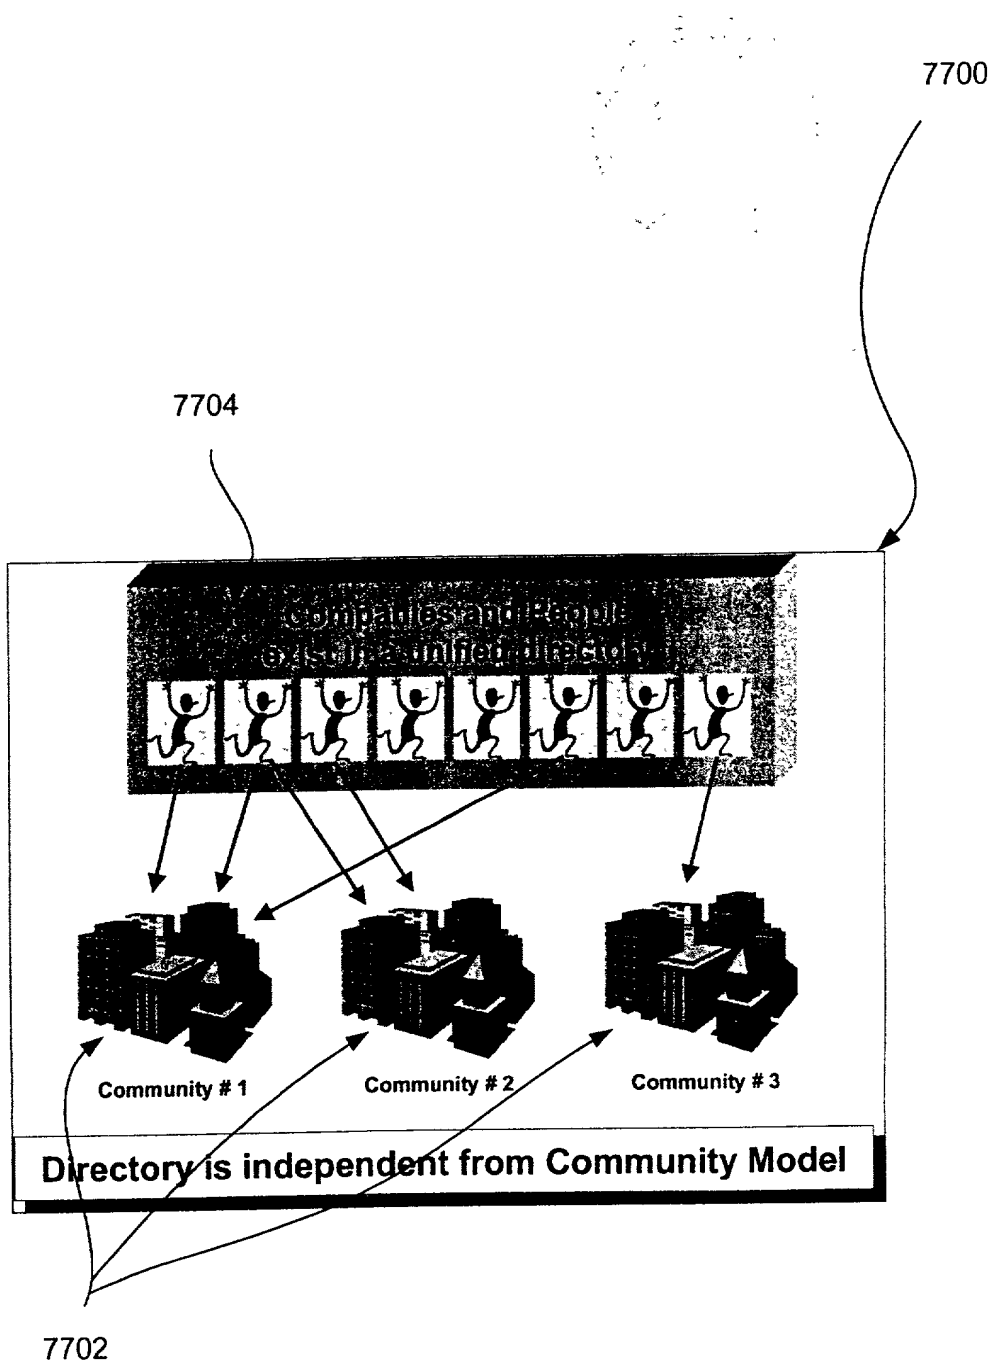 7700
7704
Companies and People
exist in a unified directory
Community # 1
Community # 2
Community # 3
Directory is independent from Community Model
7702